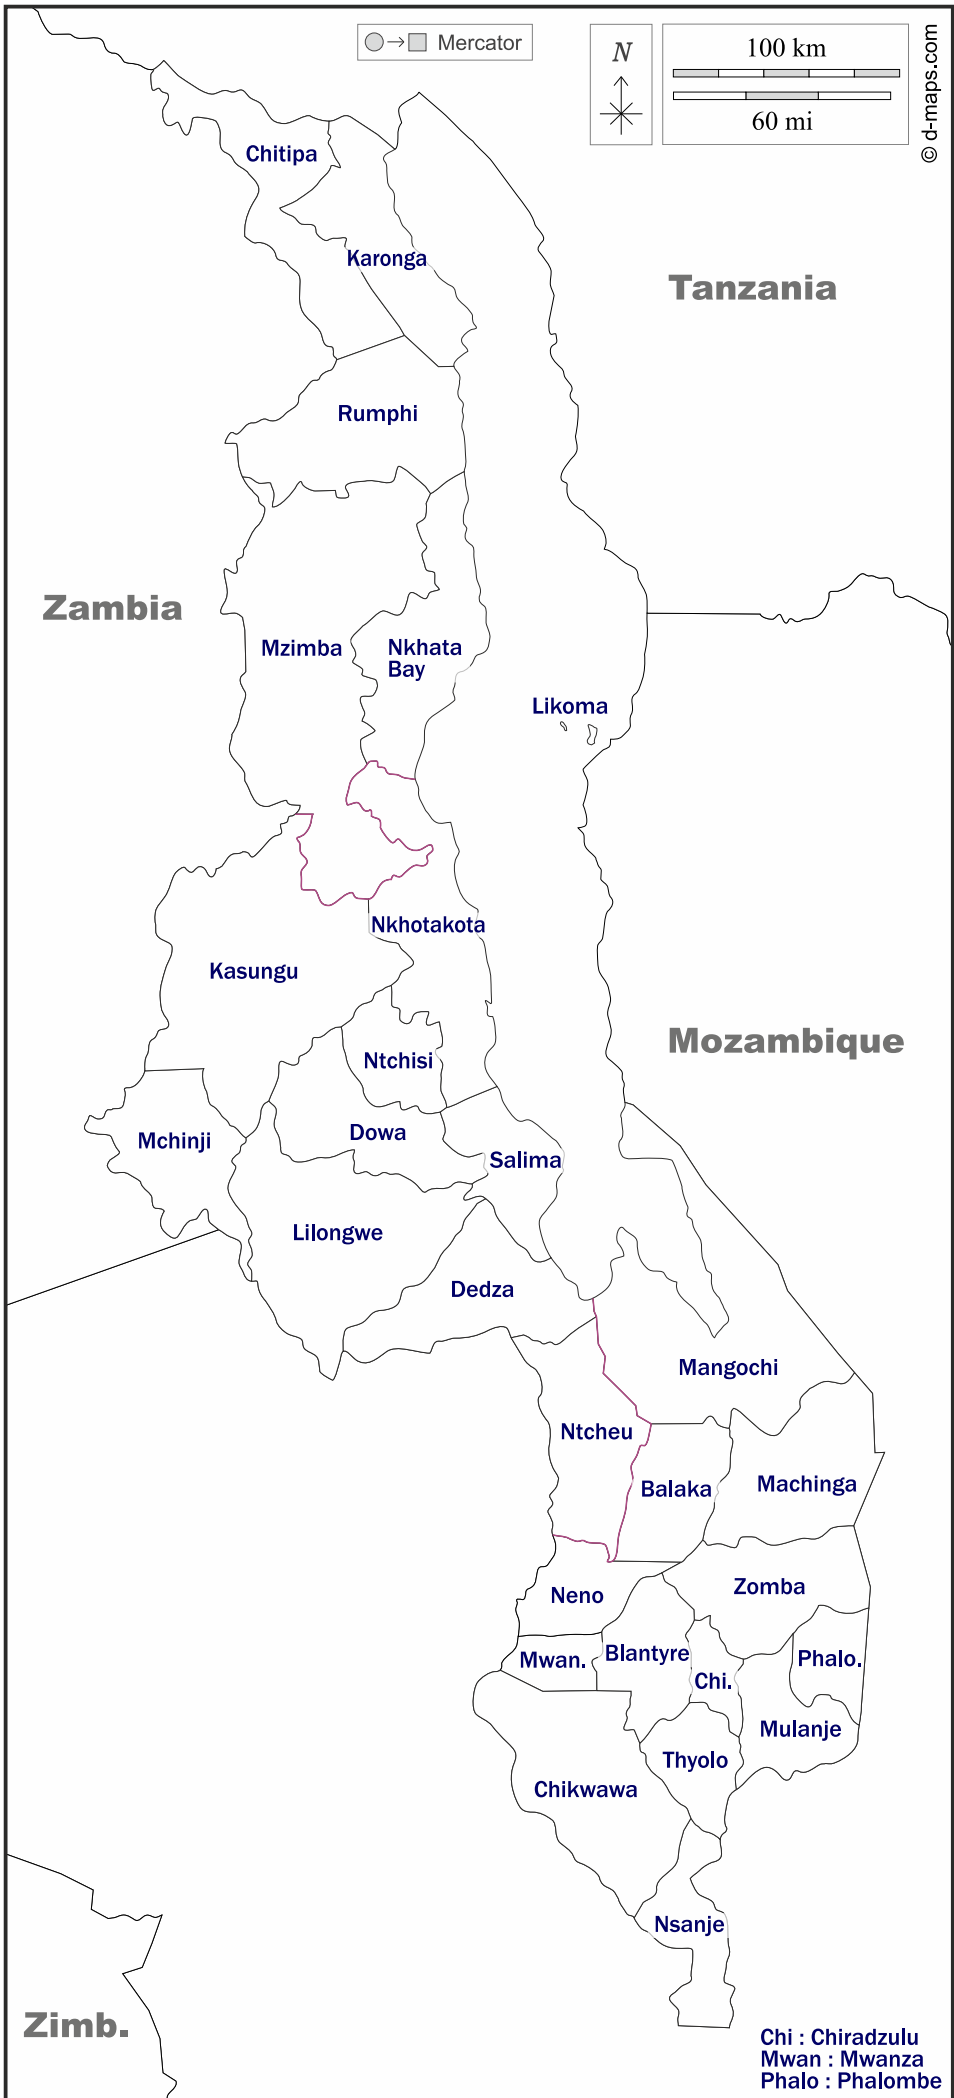 Mercator
N
100 km
60 mi
© d-maps.com
Chitipa
Karonga
Tanzania
Rumphi
Zambia
Mzimba
Nkhata
Bay
Likoma
Nkhotakota
Kasungu
Mozambique
Ntchisi
Dowa
Mchinji
Salima
Lilongwe
Dedza
Mangochi
Ntcheu
Balaka
Machinga
Zomba
Neno
Blantyre
Mwan.
Phalo.
Chi.
Mulanje
Thyolo
Chikwawa
Nsanje
Zimb.
Chi : Chiradzulu
Mwan : Mwanza
Phalo : Phalombe